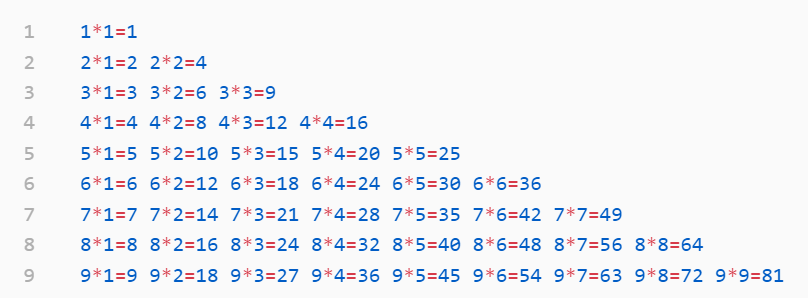 1 1*1=1
2 2*1=2 2*2=4
3 3*1=3 3*2=6 3*3=9
4 4*1=4 4*2=8 4*3=12 4*4=16
5 5*1=5 5*2=10 5*3=15 5*4=20 5*5=25
6 6*1=6 6*2=12 6*3=18 6*4=24 6*5=30 6*6=36
7 7*1=7 7*2=14 7*3=21 7*4=28 7*5=35 7*6=42 7*7=49
8 8*1=8 8*2=16 8*3=24 8*4=32 8*5=40 8*6=48 8*7=56 8*8=64
9 9*1=9 9*2=18 9*3=27 9*4=36 9*5=45 9*6=54 9*7=63 9*8=72 9*9=81